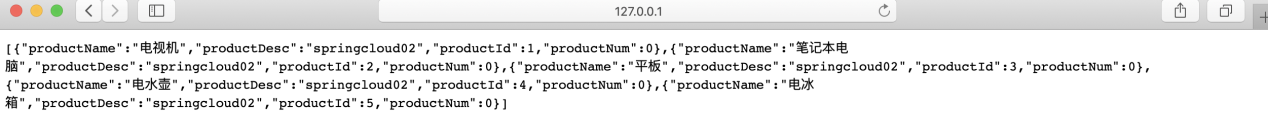 127.0.0.1
[{"productName":"电视机","productDesc":"springcloud02","productId":1,"productNum":0},{"productName":"笔记本电
脑","productDesc":"springcloud02","productId":2,"productNum":0},{"productName":"平板","productDesc":"springcloud02","productId":3,"productNum":0},
{"productName":"电水壶","productDesc":"springcloud02","productId":4,"productNum":0},{"productName":"电冰
箱","productDesc":"springcloud02","productId":5,"productNum":0}]